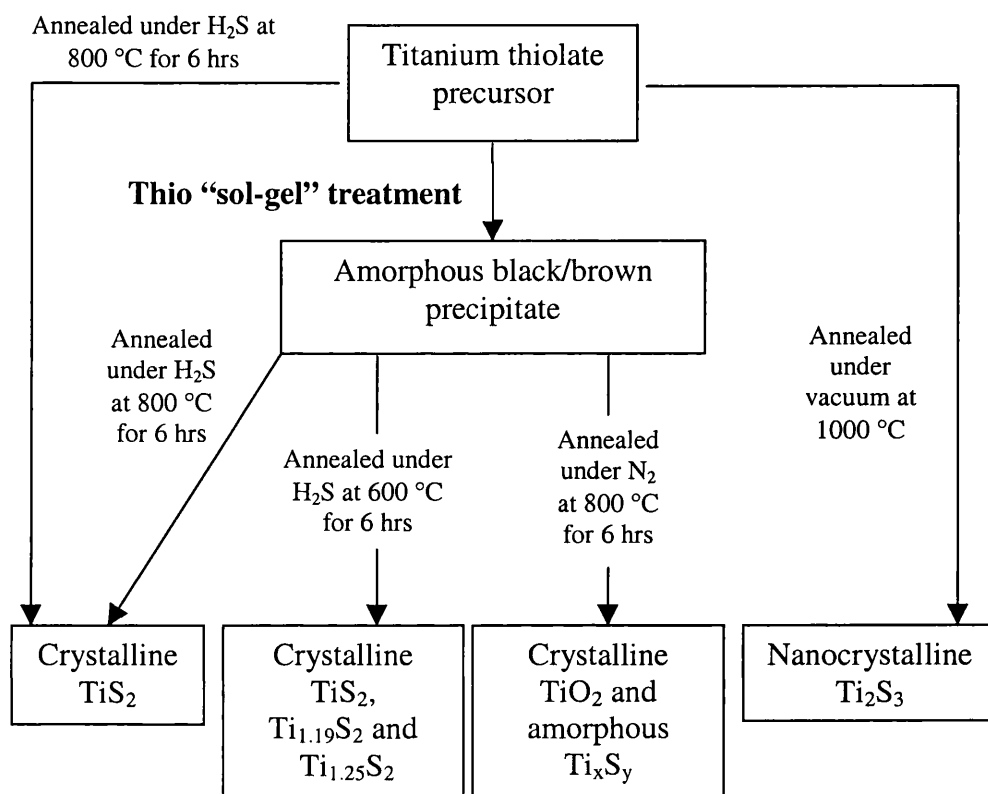 Annealed under H₂S at
800 °C for 6 hrs
Titanium thiolate
precursor
Thio “sol-gel” treatment
Amorphous black/brown
precipitate
Annealed
under H₂S
at 800 °C
for 6 hrs
Annealed under
H₂S at 600 °C
for 6 hrs
Annealed
under N₂
at 800 °C
for 6 hrs
Annealed
under
vacuum at
1000 °C
Crystalline
TiS₂
Crystalline
TiS₂,
Ti₁.₁₉S₂ and
Ti₁.₂₅S₂
Crystalline
TiO₂ and
amorphous
TiₓSᵧ
Nanocrystalline
Ti₂S₃